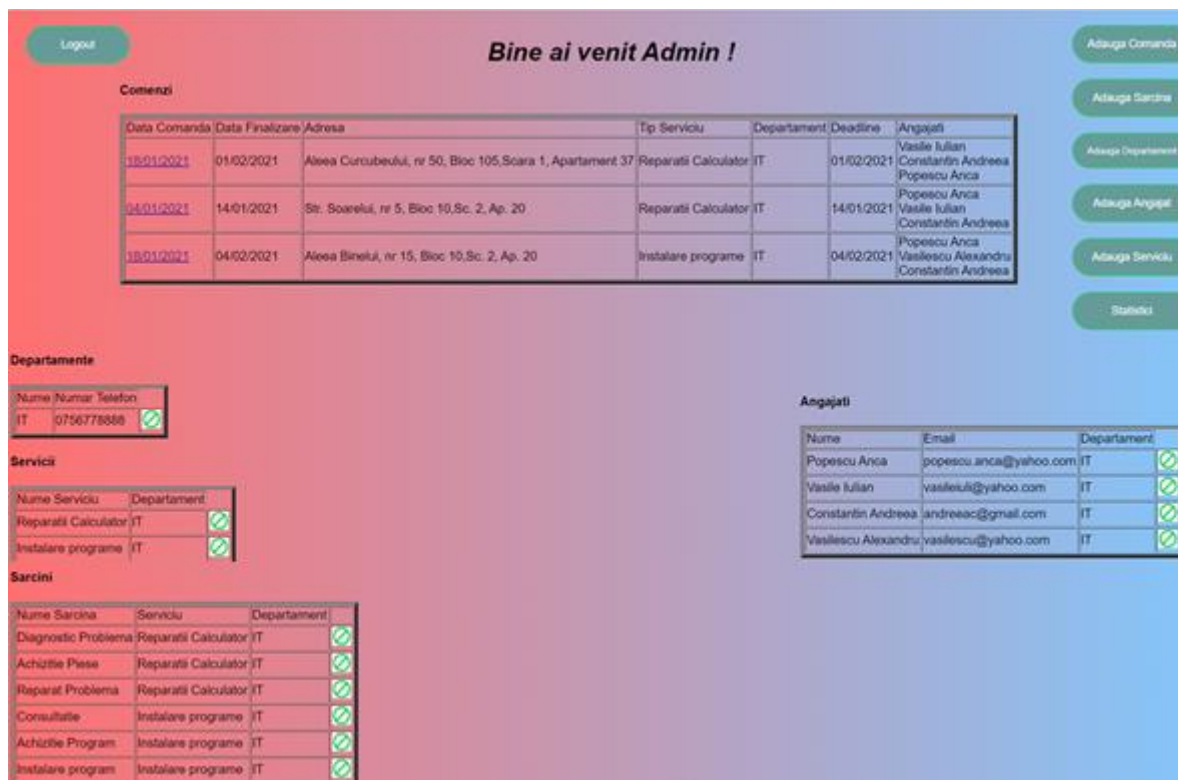 Logout
Bine ai venit Admin !
Adauga Comanda
Adauga Sarcina
Adauga Departament
Adauga Angajat
Adauga Serviciu
Statistici
Comenzi
Data Comanda Data Finalizare Adresa Tip Serviciu Departament Deadline Angajati
18/01/2021 01/02/2021 Aleea Curcubeului, nr 50, Bloc 105,Scara 1, Apartament 37 Reparatii Calculator IT 01/02/2021 Vasile Iulian
Constantin Andreea
Popescu Anca
04/01/2021 14/01/2021 Str. Soarelui, nr 5, Bloc 10,Sc. 2, Ap. 20 Reparatii Calculator IT 14/01/2021 Popescu Anca
Vasile Iulian
Constantin Andreea
18/01/2021 04/02/2021 Aleea Binelui, nr 15, Bloc 10,Sc. 2, Ap. 20 Instalare programe IT 04/02/2021 Popescu Anca
Vasilescu Alexandru
Constantin Andreea
Departamente
Nume Numar Telefon
IT 0756778888
Servicii
Nume Serviciu Departament
Reparatii Calculator IT
Instalare programe IT
Sarcini
Nume Sarcina Serviciu Departament
Diagnostic Problema Reparatii Calculator IT
Achizitie Piese Reparatii Calculator IT
Reparat Problema Reparatii Calculator IT
Consultatie Instalare programe IT
Achizitie Program Instalare programe IT
Instalare program Instalare programe IT
Angajati
Nume Email Departament
Popescu Anca popescu.anca@yahoo.com IT
Vasile Iulian vasileiuli@yahoo.com IT
Constantin Andreea andreeac@gmail.com IT
Vasilescu Alexandru vasilescu@yahoo.com IT